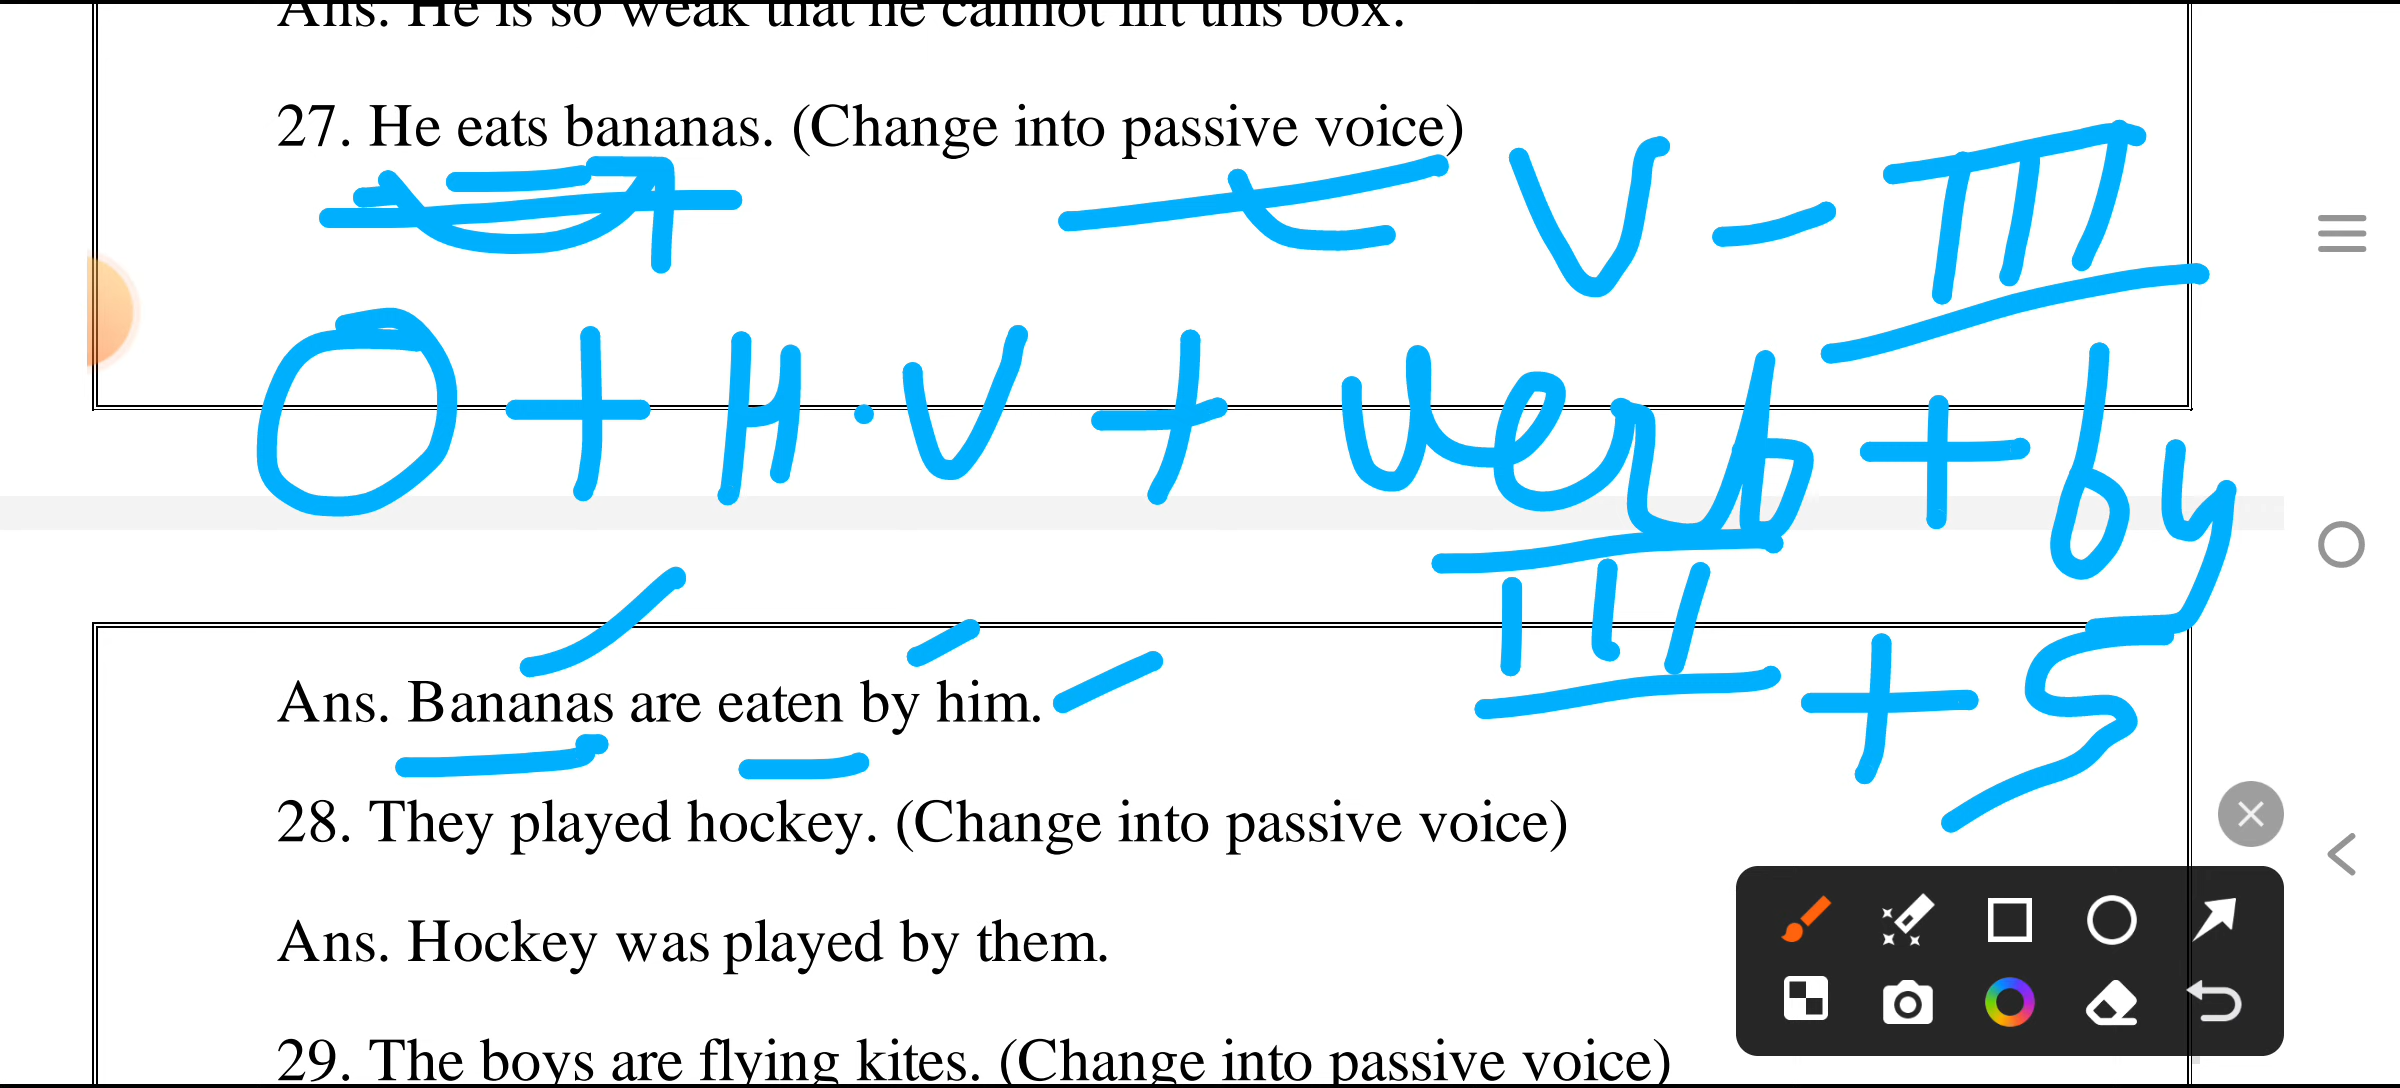 Ans. He is so weak that he cannot lift this box.
27. He eats bananas. (Change into passive voice)
V - III
O + H.V + verb + by
III + S
Ans. Bananas are eaten by him.
28. They played hockey. (Change into passive voice)
Ans. Hockey was played by them.
29. The boys are flying kites. (Change into passive voice)